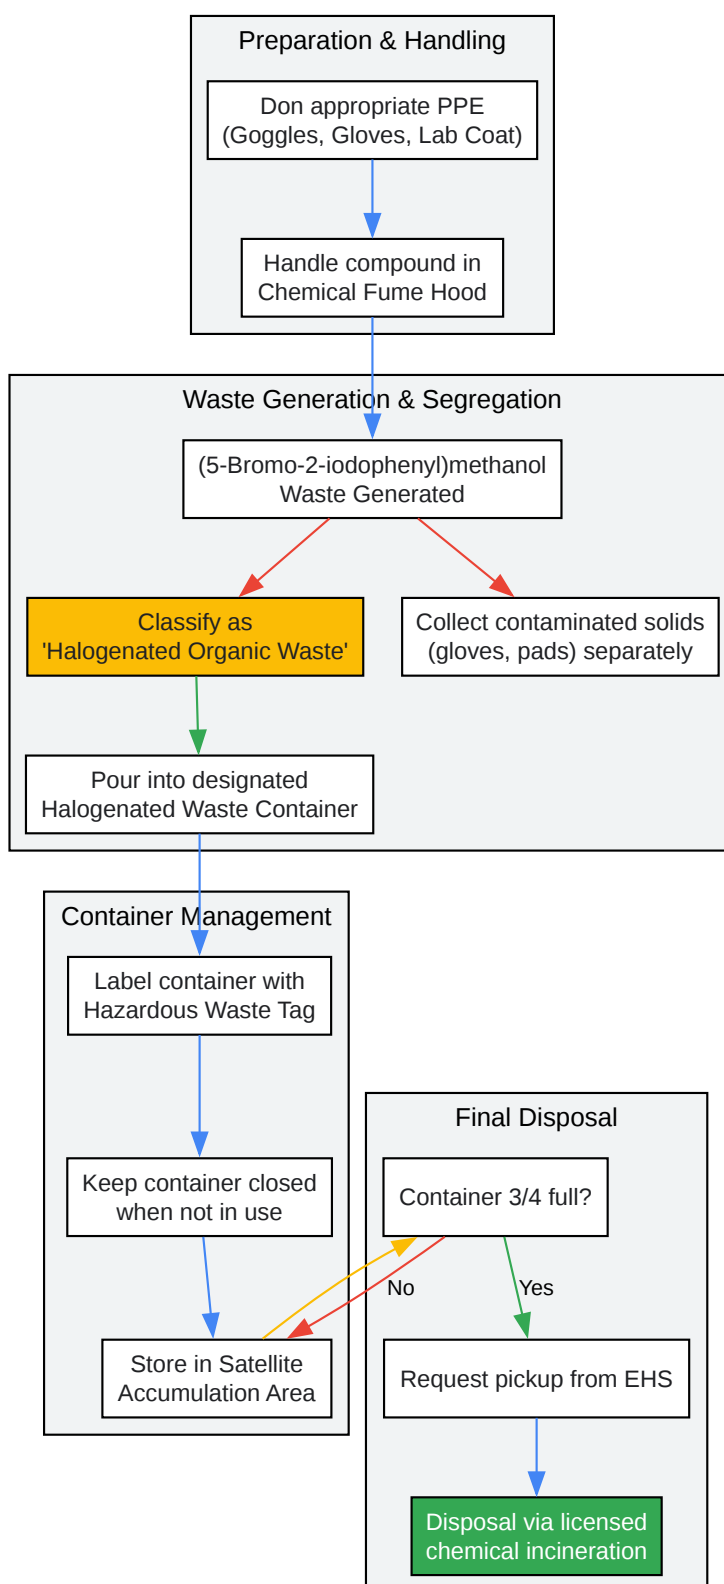 Preparation & Handling
Don appropriate PPE
(Goggles, Gloves, Lab Coat)
Handle compound in
Chemical Fume Hood
Waste Generation & Segregation
(5-Bromo-2-iodophenyl)methanol
Waste Generated
Classify as
'Halogenated Organic Waste'
Collect contaminated solids
(gloves, pads) separately
Pour into designated
Halogenated Waste Container
Container Management
Label container with
Hazardous Waste Tag
Keep container closed
when not in use
Store in Satellite
Accumulation Area
Final Disposal
Container 3/4 full?
No
Yes
Request pickup from EHS
Disposal via licensed
chemical incineration